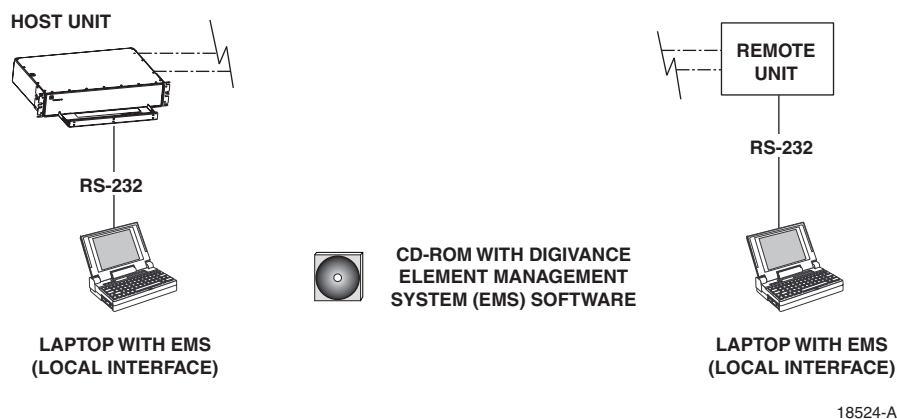 HOST UNIT
REMOTE
UNIT
RS-232
RS-232
CD-ROM WITH DIGIVANCE
ELEMENT MANAGEMENT
SYSTEM (EMS) SOFTWARE
LAPTOP WITH EMS
(LOCAL INTERFACE)
LAPTOP WITH EMS
(LOCAL INTERFACE)
18524-A